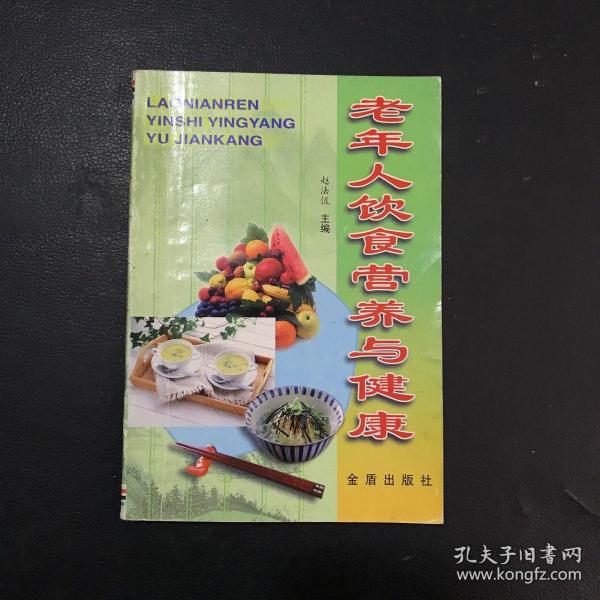 LAONIANREN
YINSHI YINGYANG
YU JIANKANG
老年人饮食营养与健康
赵法伋 主编
金盾出版社
孔夫子旧书网
www.kongfz.com